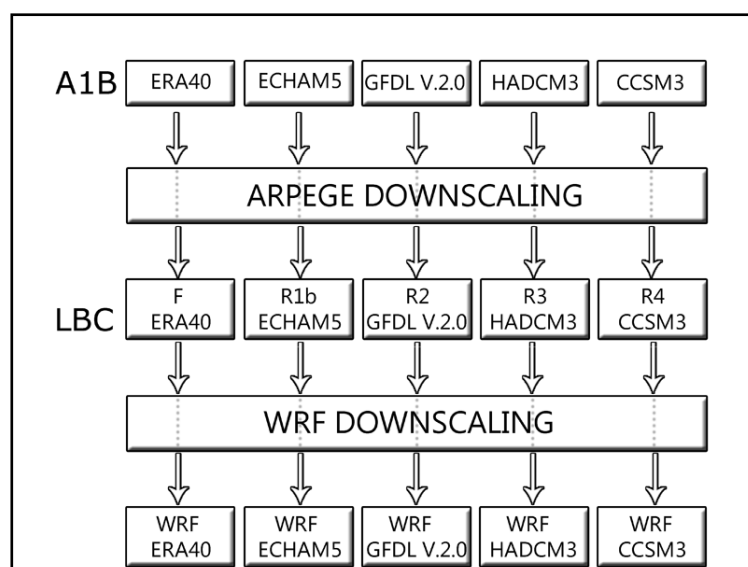 A1B ERA40 ECHAM5 GFDL V.2.0 HADCM3 CCSM3
ARPEGE DOWNSCALING
LBC
F R1b R2 R3 R4
ERA40 ECHAM5 GFDL V.2.0 HADCM3 CCSM3
WRF DOWNSCALING
WRF WRF WRF WRF WRF
ERA40 ECHAM5 GFDL V.2.0 HADCM3 CCSM3